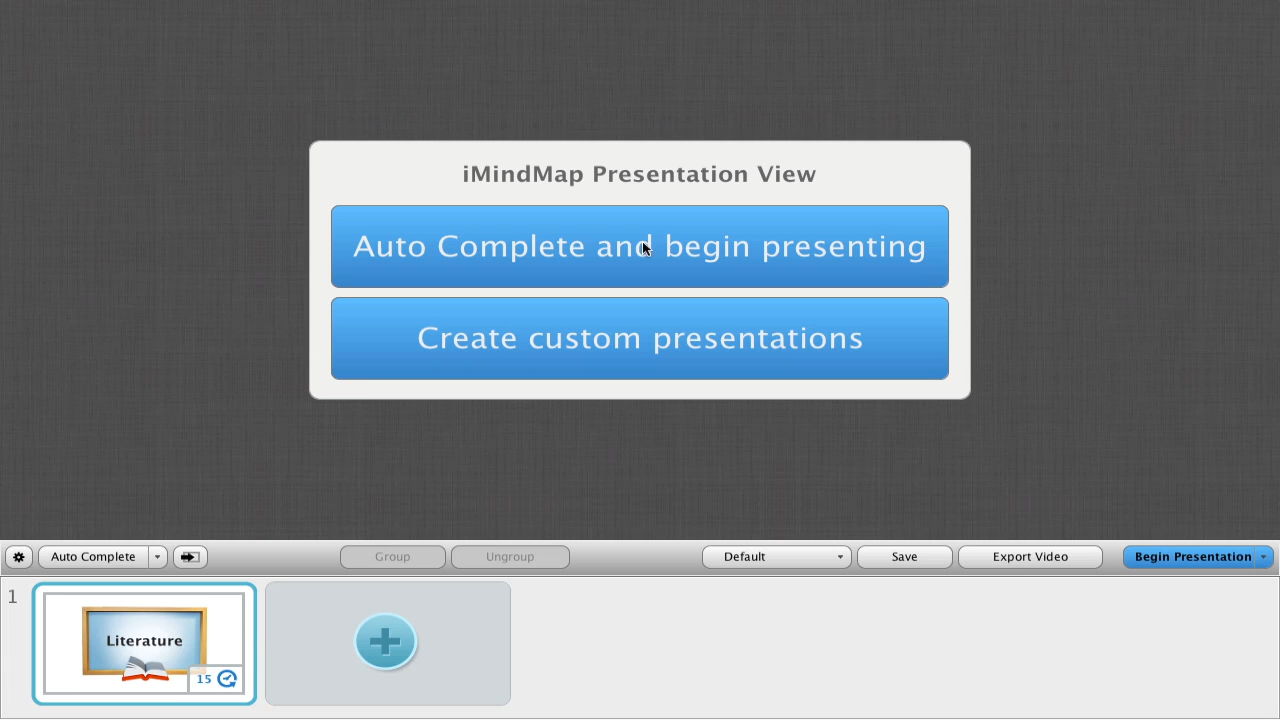 iMindMap Presentation View
Auto Complete and begin presenting
Create custom presentations
Auto Complete
Group
Ungroup
Default
Save
Export Video
Begin Presentation
1
Literature
15